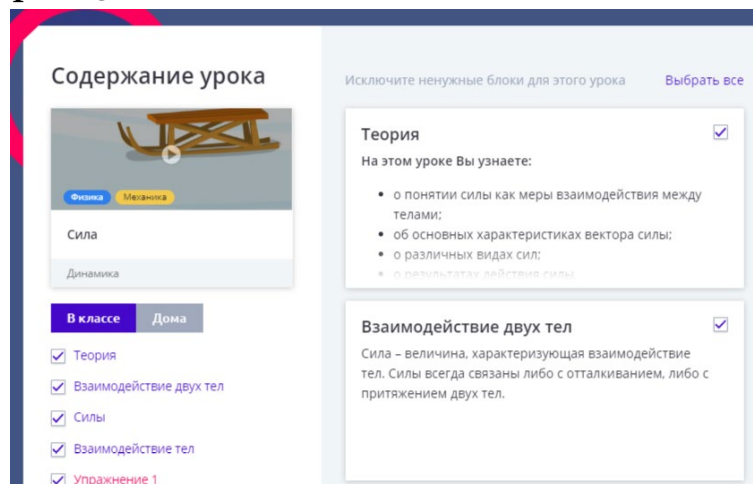 Содержание урока
Физика
Механика
Сила
Динамика
В классе
Дома
Теория
Взаимодействие двух тел
Силы
Взаимодействие тел
Упражнение 1
Исключите ненужные блоки для этого урока
Выбрать все
Теория
На этом уроке Вы узнаете:
• о понятии силы как меры взаимодействия между
телами;
• об основных характеристиках вектора силы;
• о различных видах сил;
• о результатах действия силы
Взаимодействие двух тел
Сила – величина, характеризующая взаимодействие
тел. Силы всегда связаны либо с отталкиванием, либо с
притяжением двух тел.